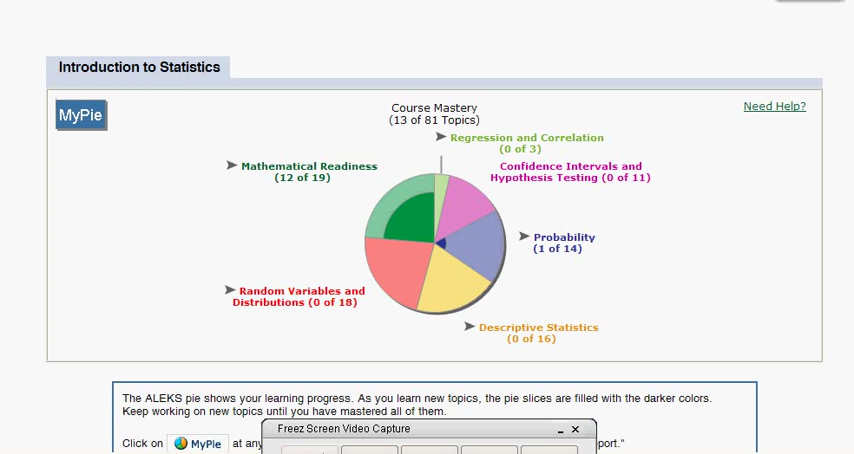 Introduction to Statistics
MyPie
Course Mastery
(13 of 81 Topics)
Need Help?
Regression and Correlation
(0 of 3)
Mathematical Readiness
(12 of 19)
Confidence Intervals and
Hypothesis Testing (0 of 11)
Probability
(1 of 14)
Random Variables and
Distributions (0 of 18)
Descriptive Statistics
(0 of 16)
The ALEKS pie shows your learning progress. As you learn new topics, the pie slices are filled with the darker colors.
Keep working on new topics until you have mastered all of them.
Freez Screen Video Capture
Click on MyPie at any port."